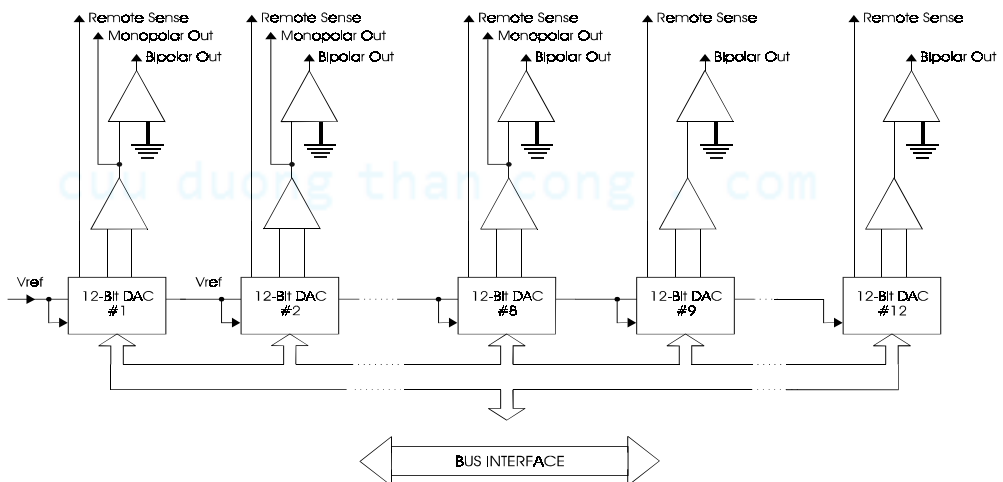 Remote Sense
Monopolar Out
Bipolar Out
Remote Sense
Monopolar Out
Bipolar Out
Remote Sense
Monopolar Out
Bipolar Out
Remote Sense
Bipolar Out
Remote Sense
Bipolar Out
cuu duong than cong . com
Vref
12-Bit DAC
#1
Vref
12-Bit DAC
#2
12-Bit DAC
#8
12-Bit DAC
#9
12-Bit DAC
#12
BUS INTERFACE